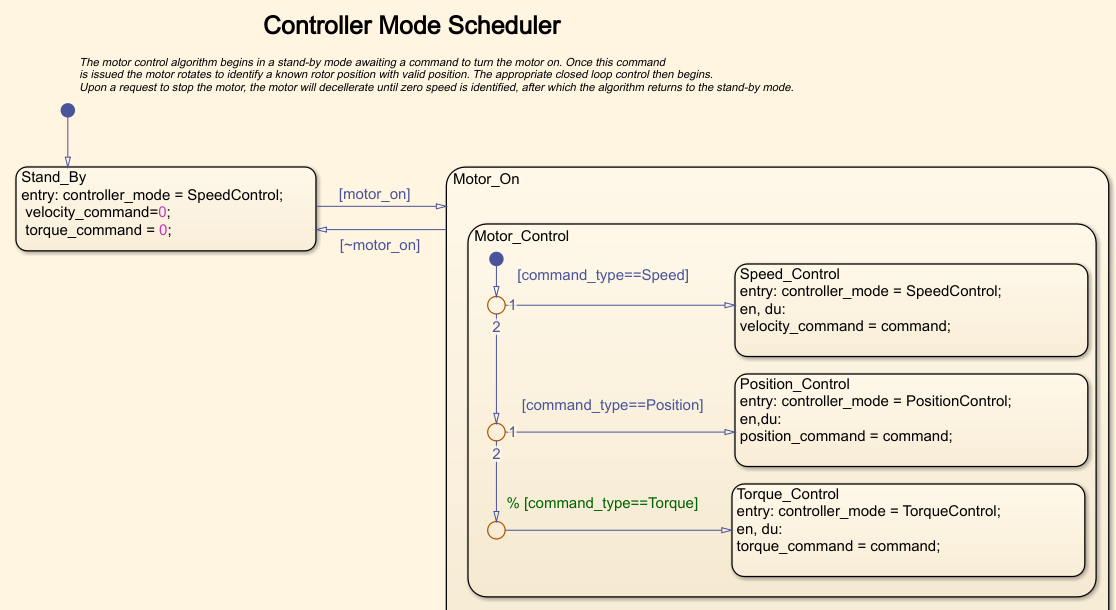 Controller Mode Scheduler
The motor control algorithm begins in a stand-by mode awaiting a command to turn the motor on. Once this command
is issued the motor rotates to identify a known rotor position with valid position. The appropriate closed loop control then begins.
Upon a request to stop the motor, the motor will decellerate until zero speed is identified, after which the algorithm returns to the stand-by mode.
Stand_By
entry: controller_mode = SpeedControl;
velocity_command=0;
torque_command = 0;
[motor_on]
[~motor_on]
Motor_On
Motor_Control
[command_type==Speed]
1
2
Speed_Control
entry: controller_mode = SpeedControl;
en, du:
velocity_command = command;
[command_type==Position]
1
2
Position_Control
entry: controller_mode = PositionControl;
en,du:
position_command = command;
% [command_type==Torque]
Torque_Control
entry: controller_mode = TorqueControl;
en, du:
torque_command = command;